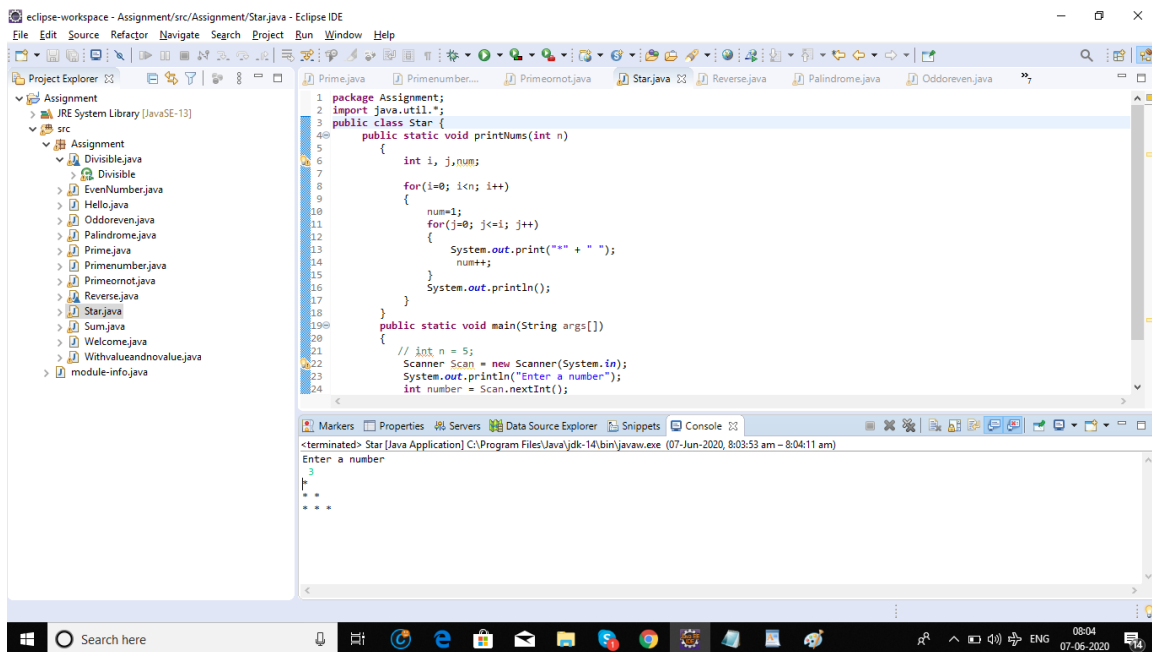 eclipse-workspace - Assignment/src/Assignment/Star.java - Eclipse IDE
File Edit Source Refactor Navigate Search Project Run Window Help
Project Explorer
Prime.java Primenumber.... Primeornot.java Star.java Reverse.java Palindrome.java Oddoreven.java »7
Assignment
JRE System Library [JavaSE-13]
src
Assignment
Divisible.java
Divisible
EvenNumber.java
Hello.java
Oddoreven.java
Palindrome.java
Prime.java
Primenumber.java
Primeornot.java
Reverse.java
Star.java
Sum.java
Welcome.java
Withvalueandnovalue.java
module-info.java
1 package Assignment;
2 import java.util.*;
3 public class Star {
4 public static void printNums(int n)
5 {
6 int i, j,num;
7
8 for(i=0; i<n; i++)
9 {
10 num=1;
11 for(j=0; j<=i; j++)
12 {
13 System.out.print("*" + " ");
14 num++;
15 }
16 System.out.println();
17 }
18 }
19 public static void main(String args[])
20 {
21 // int n = 5;
22 Scanner Scan = new Scanner(System.in);
23 System.out.println("Enter a number");
24 int number = Scan.nextInt();
Markers Properties Servers Data Source Explorer Snippets Console
<terminated> Star [Java Application] C:\Program Files\Java\jdk-14\bin\javaw.exe (07-Jun-2020, 8:03:53 am – 8:04:11 am)
Enter a number
3
*
* *
* * *
Search here
ENG
08:04
07-06-2020
14